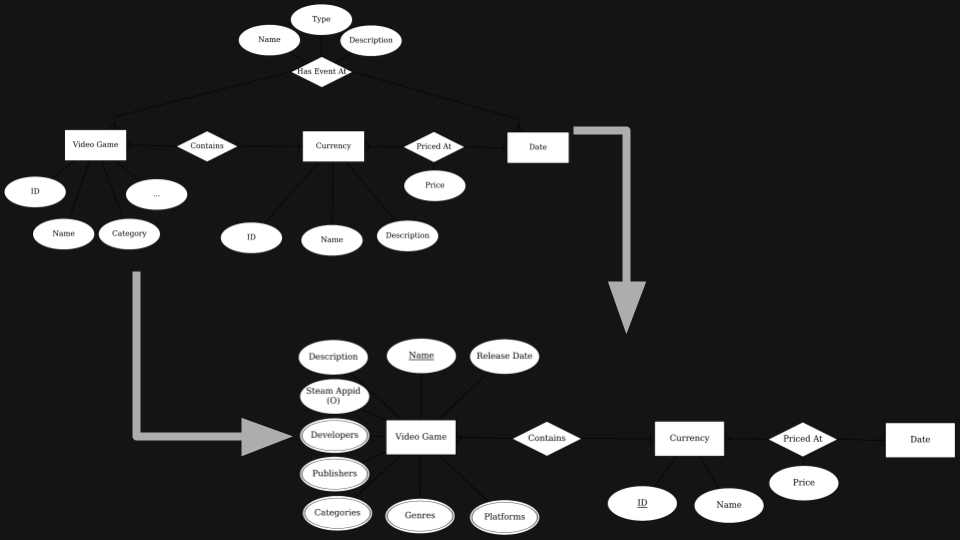 Type
Name
Description
Has Event At
Video Game
Contains
Currency
Priced At
Date
ID
...
Price
Name
Category
ID
Name
Description
Description
Name
Release Date
Steam Appid
(O)
Developers
Video Game
Contains
Currency
Priced At
Date
Publishers
Price
Categories
Genres
Platforms
ID
Name